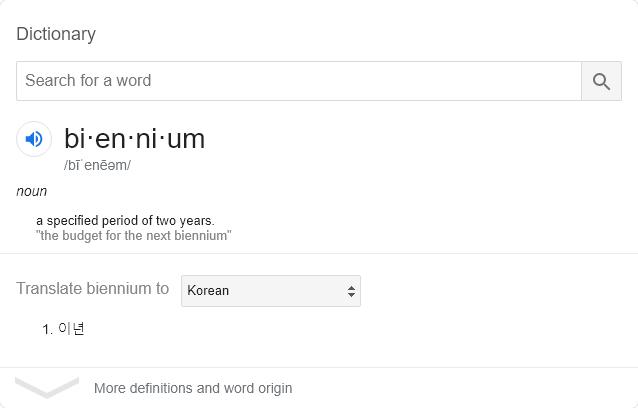 Dictionary
Search for a word
bi·en·ni·um
/bīˈenēəm/
noun
a specified period of two years.
"the budget for the next biennium"
Translate biennium to Korean
1. 이년
More definitions and word origin